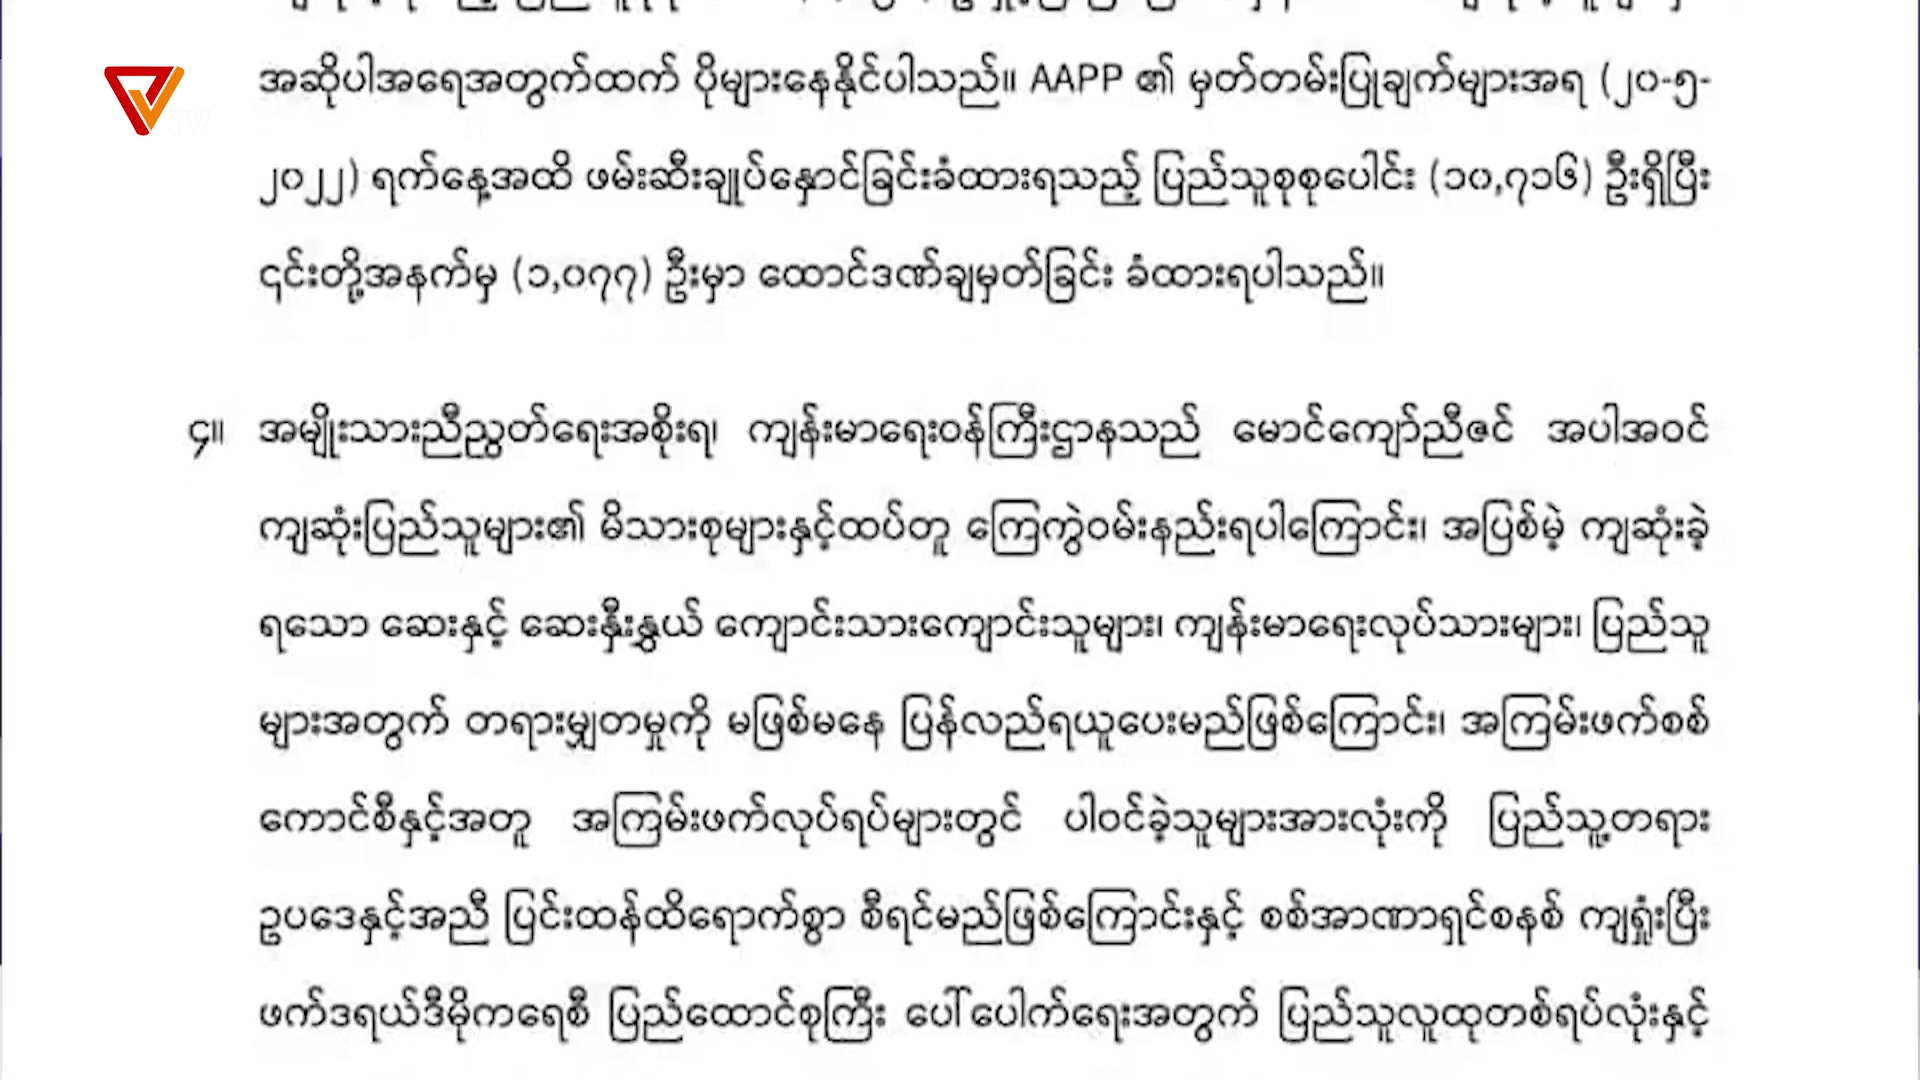 အဆိုပါအရေအတွက်ထက် ပိုများနေနိုင်ပါသည်။ AAPP ၏ မှတ်တမ်းပြုချက်များအရ (၂၀-၅-
၂၀၂၂) ရက်နေ့အထိ ဖမ်းဆီးချုပ်နှောင်ခြင်းခံထားရသည့် ပြည်သူစုစုပေါင်း (၁၀,၇၁၆) ဦးရှိပြီး
၎င်းတို့အနက်မှ (၁,၀၇၇) ဦးမှာ ထောင်ဒဏ်ချမှတ်ခြင်း ခံထားရပါသည်။
၄။ အမျိုးသားညီညွတ်ရေးအစိုးရ၊ ကျန်းမာရေးဝန်ကြီးဌာနသည် မောင်ကျော်ညီဇင် အပါအဝင်
ကျဆုံးပြည်သူများ၏ မိသားစုများနှင့်ထပ်တူ ကြေကွဲဝမ်းနည်းရပါကြောင်း၊ အပြစ်မဲ့ ကျဆုံးခဲ့
ရသော ဆေးနှင့် ဆေးနှီးနွှယ် ကျောင်းသားကျောင်းသူများ၊ ကျန်းမာရေးလုပ်သားများ၊ ပြည်သူ
များအတွက် တရားမျှတမှုကို မဖြစ်မနေ ပြန်လည်ရယူပေးမည်ဖြစ်ကြောင်း၊ အကြမ်းဖက်စစ်
ကောင်စီနှင့်အတူ အကြမ်းဖက်လုပ်ရပ်များတွင် ပါဝင်ခဲ့သူများအားလုံးကို ပြည်သူ့တရား
ဥပဒေနှင့်အညီ ပြင်းထန်ထိရောက်စွာ စီရင်မည်ဖြစ်ကြောင်းနှင့် စစ်အာဏာရှင်စနစ် ကျရှုံးပြီး
ဖက်ဒရယ်ဒီမိုကရေစီ ပြည်ထောင်စုကြီး ပေါ်ပေါက်ရေးအတွက် ပြည်သူလူထုတစ်ရပ်လုံးနှင့်